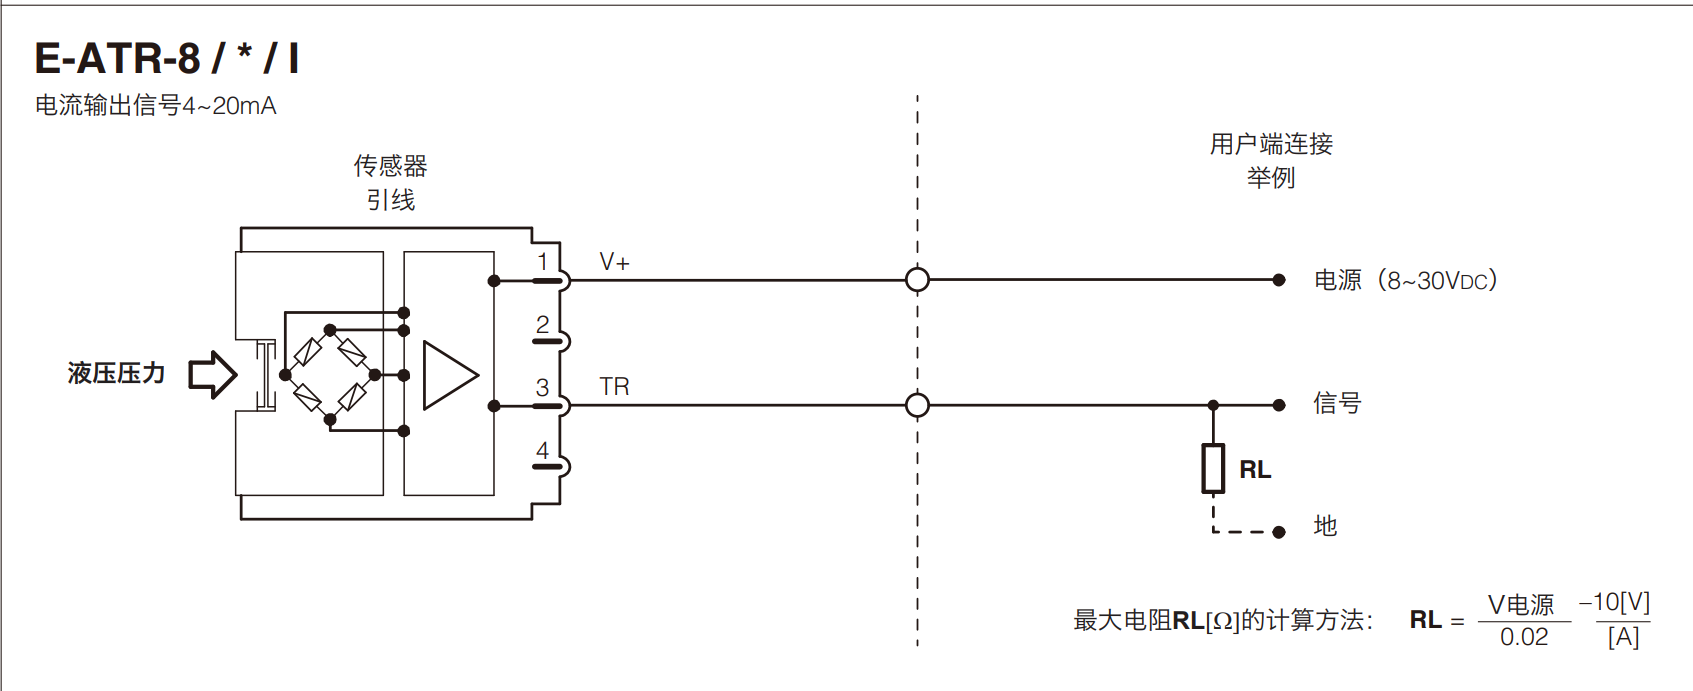 E-ATR-8 / * / I
电流输出信号4~20mA
用户端连接
举例
传感器
引线
1
V+
电源（8~30VDC）
2
液压压力
3
TR
信号
4
RL
地
最大电阻RL[Ω]的计算方法： RL = V电源 –10[V]
0.02 [A]